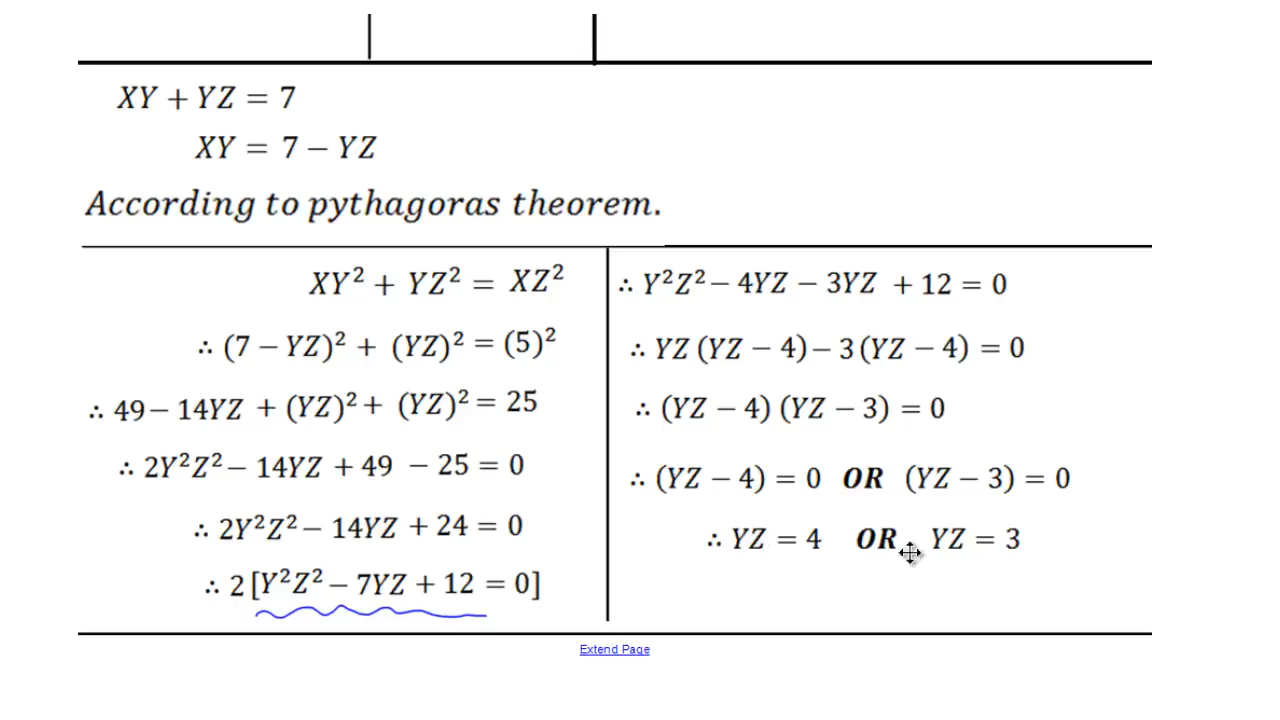 XY + YZ = 7
XY = 7 − YZ
According to pythagoras theorem.
XY² + YZ² = XZ²
∴ (7 − YZ)² + (YZ)² = (5)²
∴ 49 − 14YZ + (YZ)² + (YZ)² = 25
∴ 2Y²Z² − 14YZ + 49 − 25 = 0
∴ 2Y²Z² − 14YZ + 24 = 0
∴ 2 [Y²Z² − 7YZ + 12 = 0]
∴ Y²Z² − 4YZ − 3YZ + 12 = 0
∴ YZ (YZ − 4) − 3 (YZ − 4) = 0
∴ (YZ − 4) (YZ − 3) = 0
∴ (YZ − 4) = 0 OR (YZ − 3) = 0
∴ YZ = 4 OR YZ = 3
Extend Page